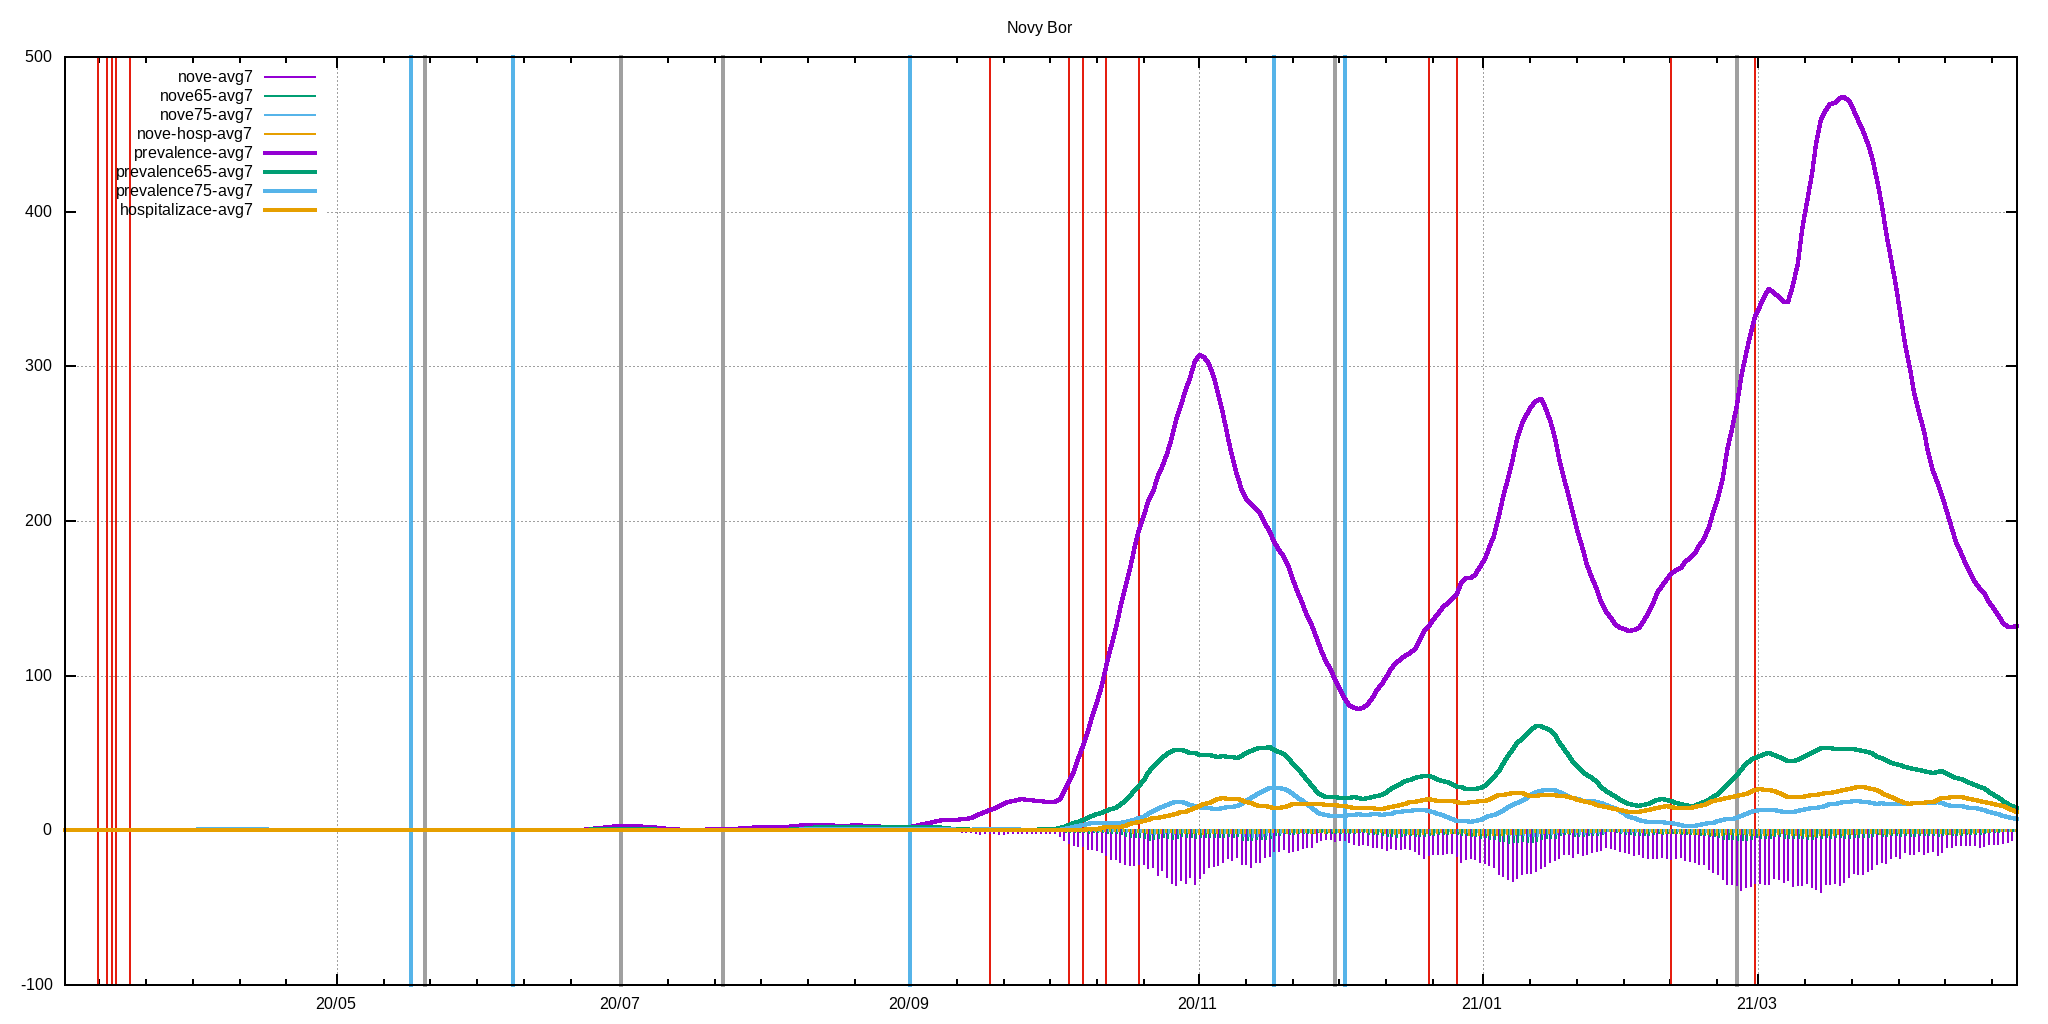 Novy Bor
500
nove-avg7
nove65-avg7
nove75-avg7
nove-hosp-avg7
prevalence-avg7
prevalence65-avg7
prevalence75-avg7
hospitalizace-avg7
400
300
200
100
0
-100
20/05 20/07 20/09 20/11 21/01 21/03